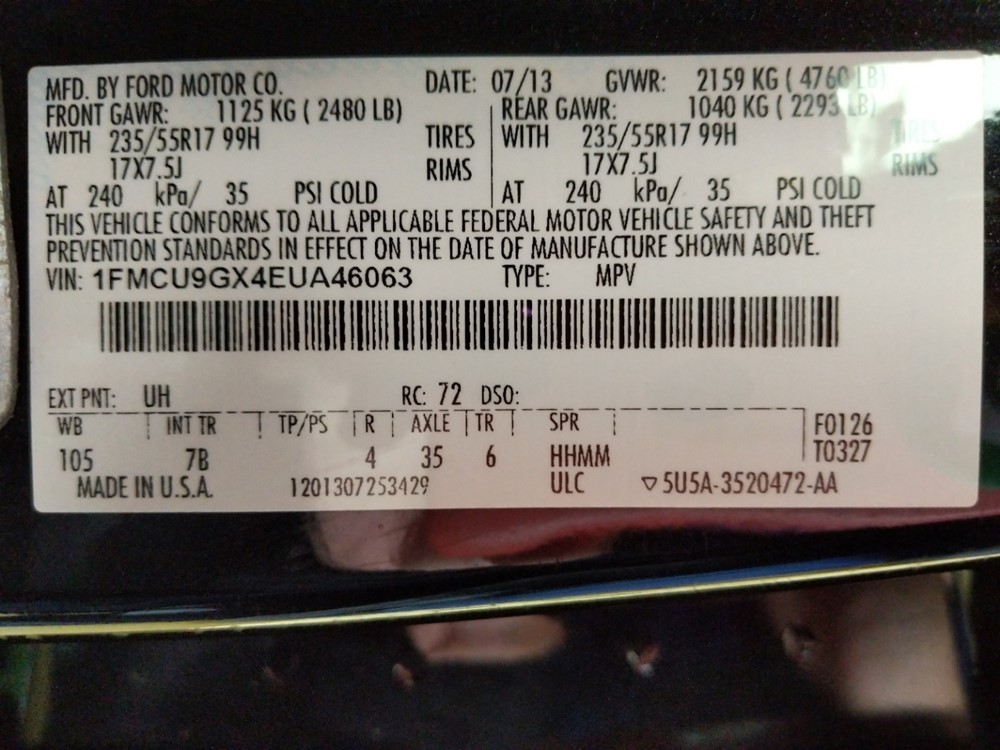 MFD. BY FORD MOTOR CO. DATE: 07/13 GVWR: 2159 KG ( 4760 LB)
FRONT GAWR: 1125 KG ( 2480 LB) REAR GAWR: 1040 KG ( 2293 LB)
WITH 235/55R17 99H TIRES WITH 235/55R17 99H TIRES
17X7.5J RIMS 17X7.5J RIMS
AT 240 kPa/ 35 PSI COLD AT 240 kPa/ 35 PSI COLD
THIS VEHICLE CONFORMS TO ALL APPLICABLE FEDERAL MOTOR VEHICLE SAFETY AND THEFT
PREVENTION STANDARDS IN EFFECT ON THE DATE OF MANUFACTURE SHOWN ABOVE.
VIN: 1FMCU9GX4EUA46063 TYPE: MPV
EXT PNT: UH RC: 72 DSO:
WB INT TR TP/PS R AXLE TR SPR F0126
105 7B 4 35 6 HHMM T0327
MADE IN U.S.A. 1201307253429 ULC ▽5U5A-3520472-AA